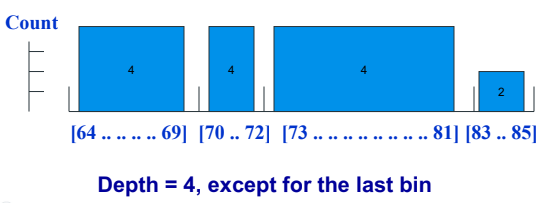 Count
4 4 4 2
[64 .. .. .. .. 69] [70 .. 72] [73 .. .. .. .. .. .. .. .. 81] [83 .. 85]
Depth = 4, except for the last bin